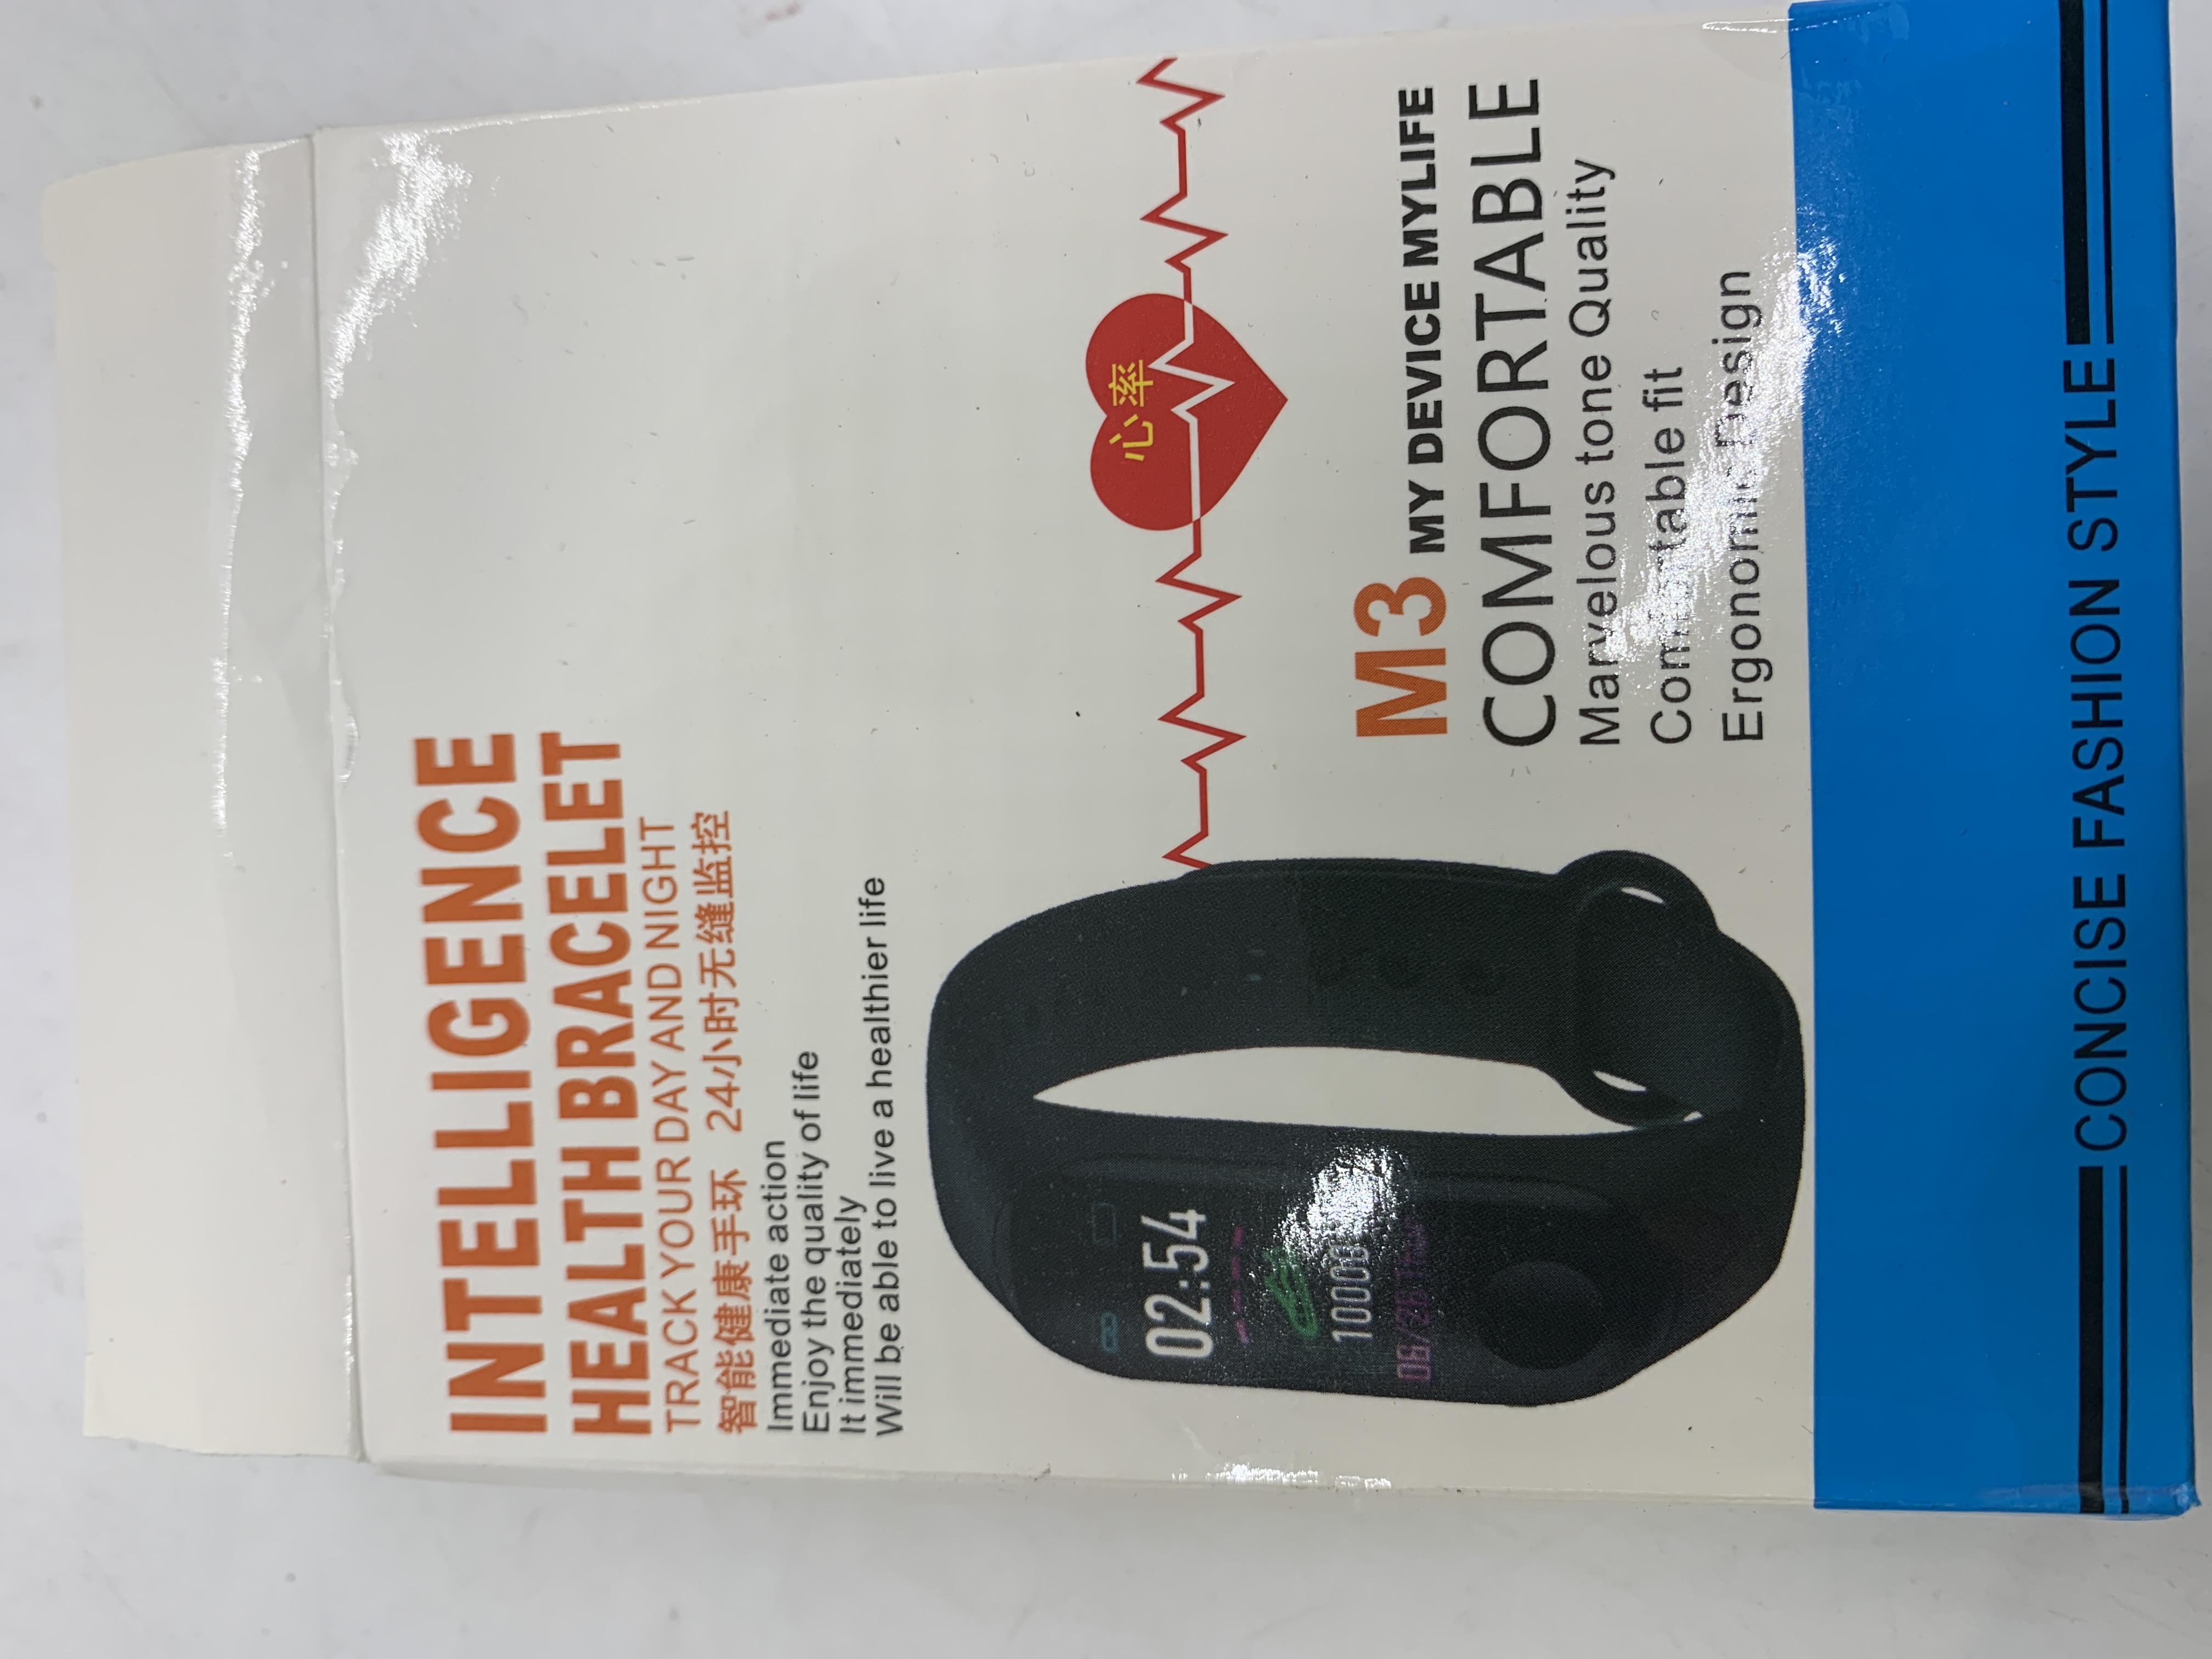 INTELLIGENCE
HEALTH BRACELET
TRACK YOUR DAY AND NIGHT
智能健康手环 24小时无缝监控
Immediate action
Enjoy the quality of life
It immediately
Will be able to live a healthier life
心率
02:54
10000
08/28
M3 MY DEVICE MYLIFE
COMFORTABLE
Marvelous tone Quality
Comfortable fit
Ergonomic Design
CONCISE FASHION STYLE